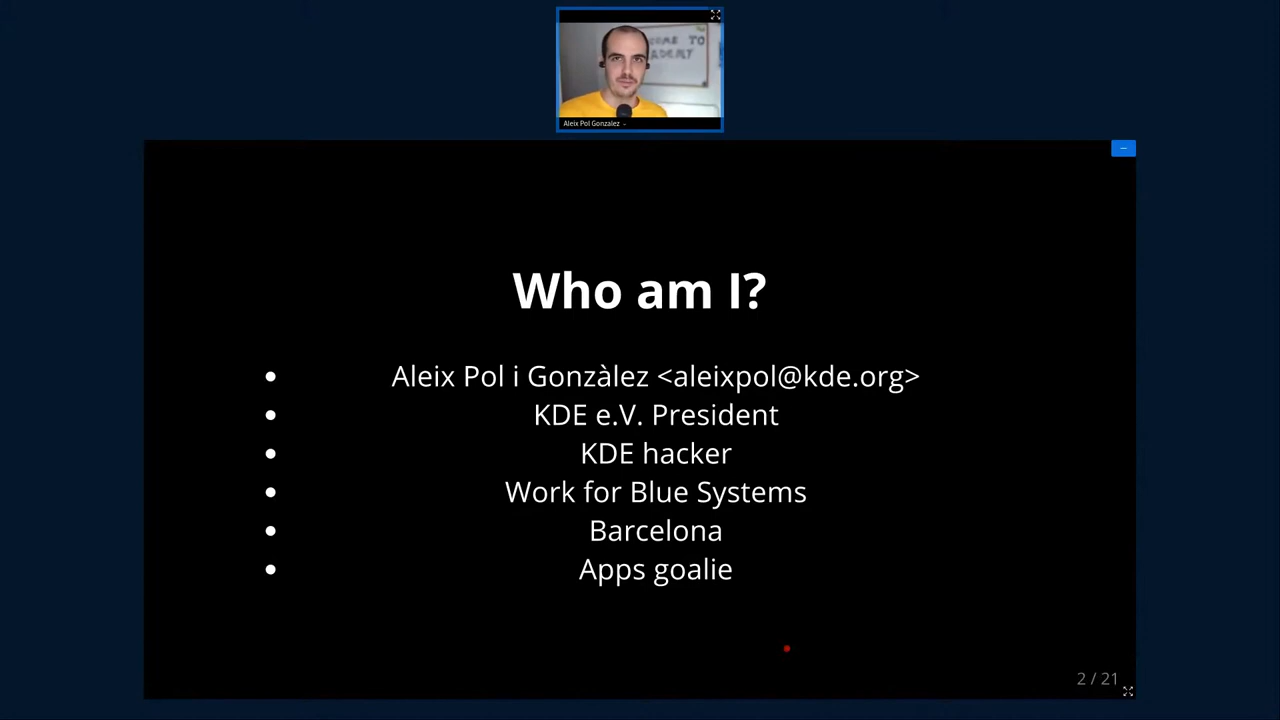 Aleix Pol Gonzalez
Who am I?
Aleix Pol i Gonzàlez <aleixpol@kde.org>
KDE e.V. President
KDE hacker
Work for Blue Systems
Barcelona
Apps goalie
2 / 21